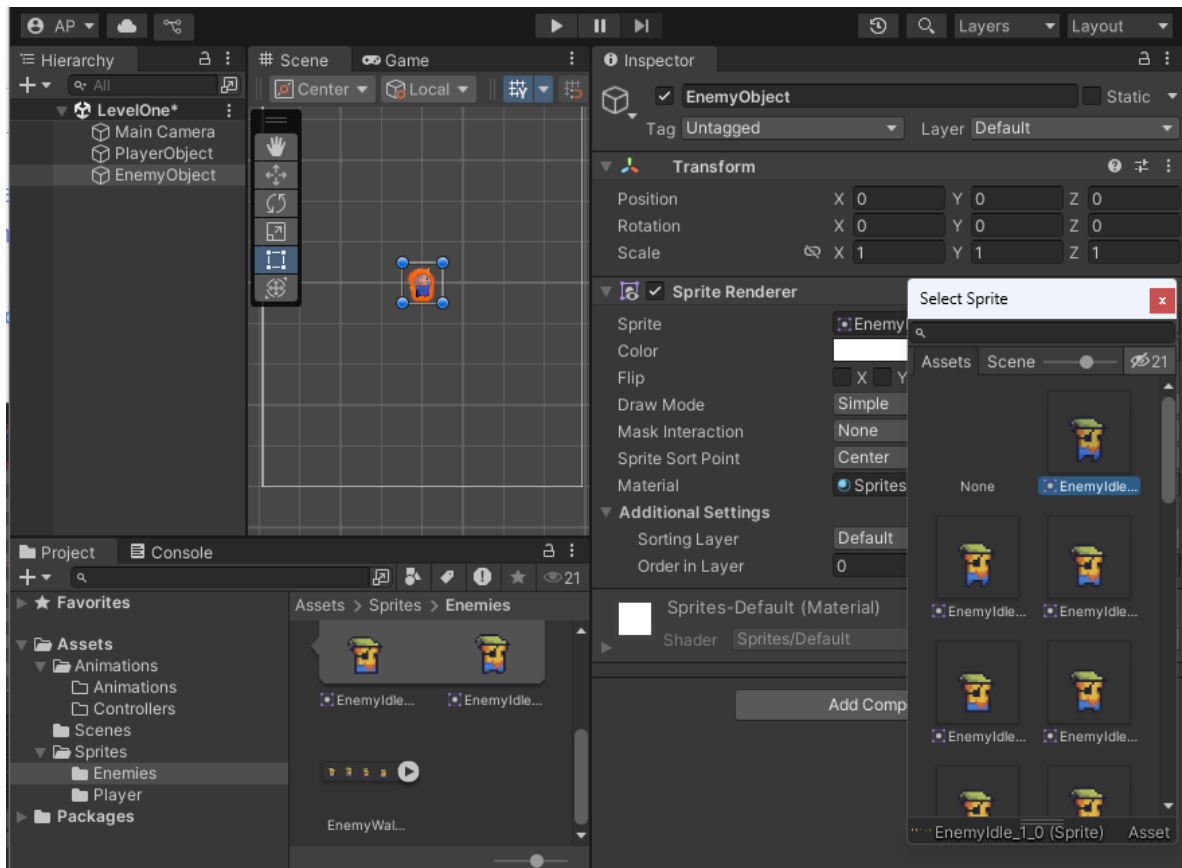 AP Layers Layout
Hierarchy
All
LevelOne*
Main Camera
PlayerObject
EnemyObject
# Scene Game
Center Local
Inspector
EnemyObject Static
Tag Untagged Layer Default
Transform
Position X 0 Y 0 Z 0
Rotation X 0 Y 0 Z 0
Scale X 1 Y 1 Z 1
Sprite Renderer
Sprite EnemyI
Color
Flip X Y
Draw Mode Simple
Mask Interaction None
Sprite Sort Point Center
Material Sprites
Additional Settings
Sorting Layer Default
Order in Layer 0
Sprites-Default (Material)
Shader Sprites/Default
Add Comp
Select Sprite
x
Assets Scene 21
None EnemyIdle...
EnemyIdle... EnemyIdle...
EnemyIdle... EnemyIdle...
EnemyIdle_1_0 (Sprite) Asset
Project Console
21
Favorites
Assets
Animations
Animations
Controllers
Scenes
Sprites
Enemies
Player
Packages
Assets > Sprites > Enemies
EnemyIdle... EnemyIdle...
EnemyWal...